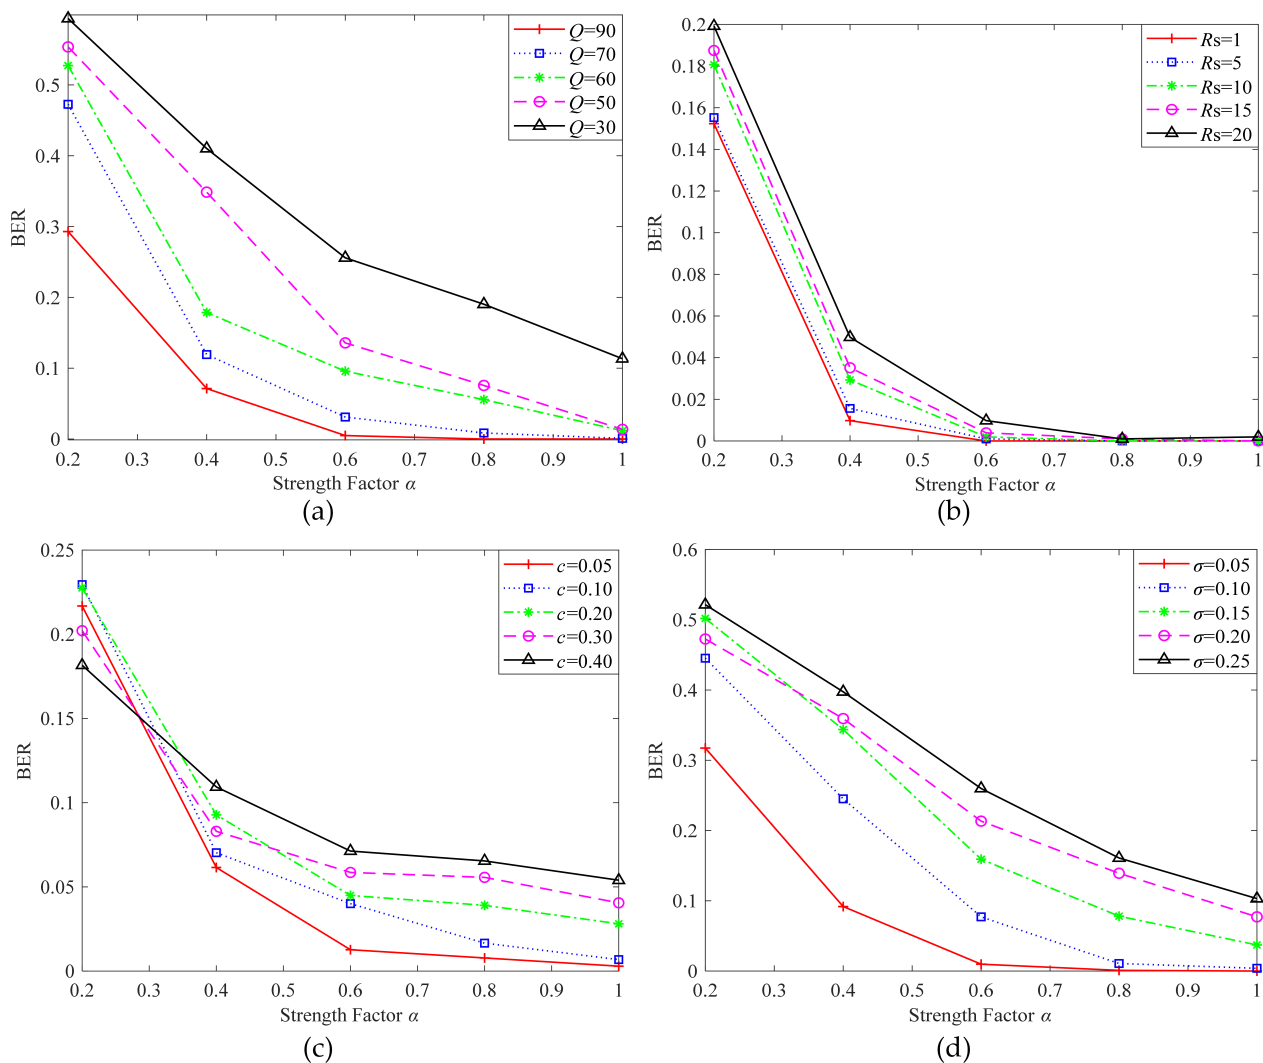 Q=90
Q=70
Q=60
Q=50
Q=30
0.5
0.4
0.3
0.2
0.1
0
BER
0.2 0.3 0.4 0.5 0.6 0.7 0.8 0.9 1
Strength Factor α
(a)
Rs=1
Rs=5
Rs=10
Rs=15
Rs=20
0.2
0.18
0.16
0.14
0.12
0.1
0.08
0.06
0.04
0.02
0
BER
0.2 0.3 0.4 0.5 0.6 0.7 0.8 0.9 1
Strength Factor α
(b)
c=0.05
c=0.10
c=0.20
c=0.30
c=0.40
0.25
0.2
0.15
0.1
0.05
0
BER
0.2 0.3 0.4 0.5 0.6 0.7 0.8 0.9 1
Strength Factor α
(c)
σ=0.05
σ=0.10
σ=0.15
σ=0.20
σ=0.25
0.6
0.5
0.4
0.3
0.2
0.1
0
BER
0.2 0.3 0.4 0.5 0.6 0.7 0.8 0.9 1
Strength Factor α
(d)